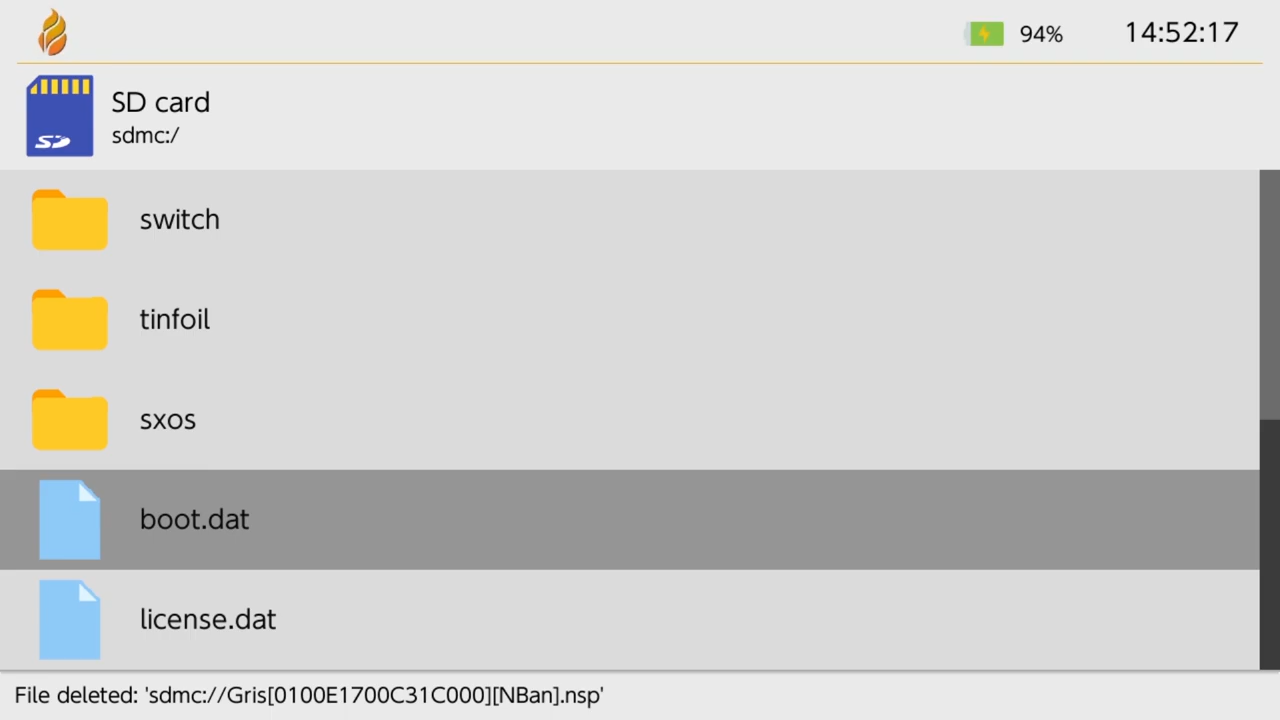 94%
14:52:17
SD card
sdmc:/
SD
switch
tinfoil
sxos
boot.dat
license.dat
File deleted: 'sdmc://Gris[0100E1700C31C000][NBan].nsp'